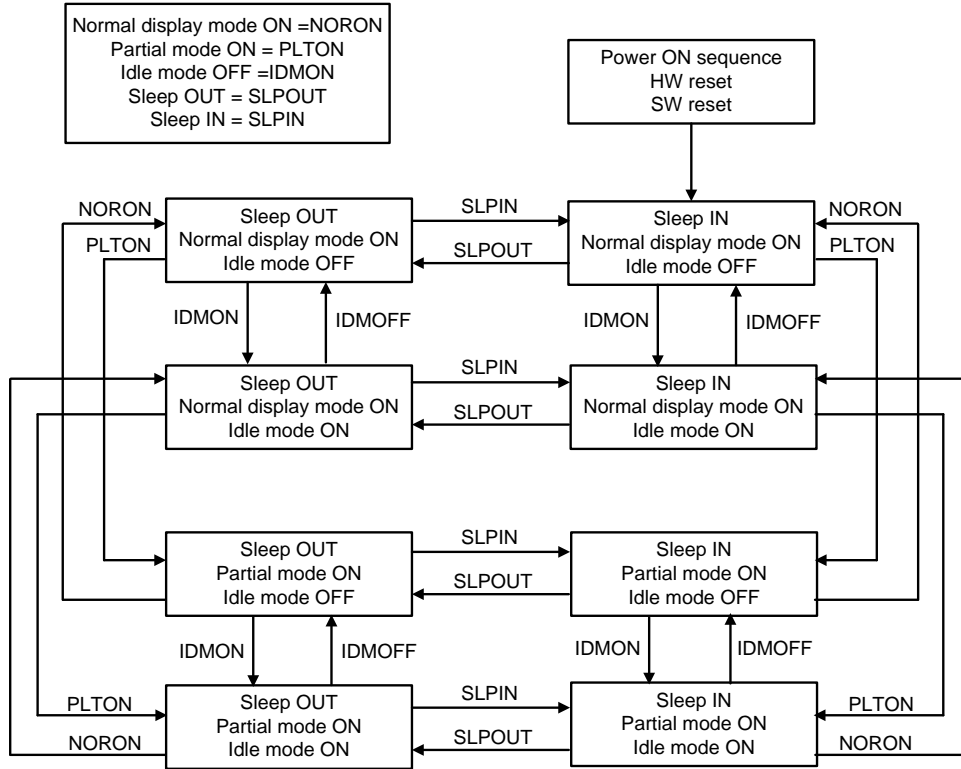 Normal display mode ON =NORON
Partial mode ON = PLTON
Idle mode OFF =IDMON
Sleep OUT = SLPOUT
Sleep IN = SLPIN
Power ON sequence
HW reset
SW reset
NORON
PLTON
Sleep OUT
Normal display mode ON
Idle mode OFF
SLPIN
SLPOUT
Sleep IN
Normal display mode ON
Idle mode OFF
NORON
PLTON
IDMON
IDMOFF
IDMON
IDMOFF
Sleep OUT
Normal display mode ON
Idle mode ON
SLPIN
SLPOUT
Sleep IN
Normal display mode ON
Idle mode ON
Sleep OUT
Partial mode ON
Idle mode OFF
SLPIN
SLPOUT
Sleep IN
Partial mode ON
Idle mode OFF
IDMON
IDMOFF
IDMON
IDMOFF
PLTON
NORON
Sleep OUT
Partial mode ON
Idle mode ON
SLPIN
SLPOUT
Sleep IN
Partial mode ON
Idle mode ON
PLTON
NORON